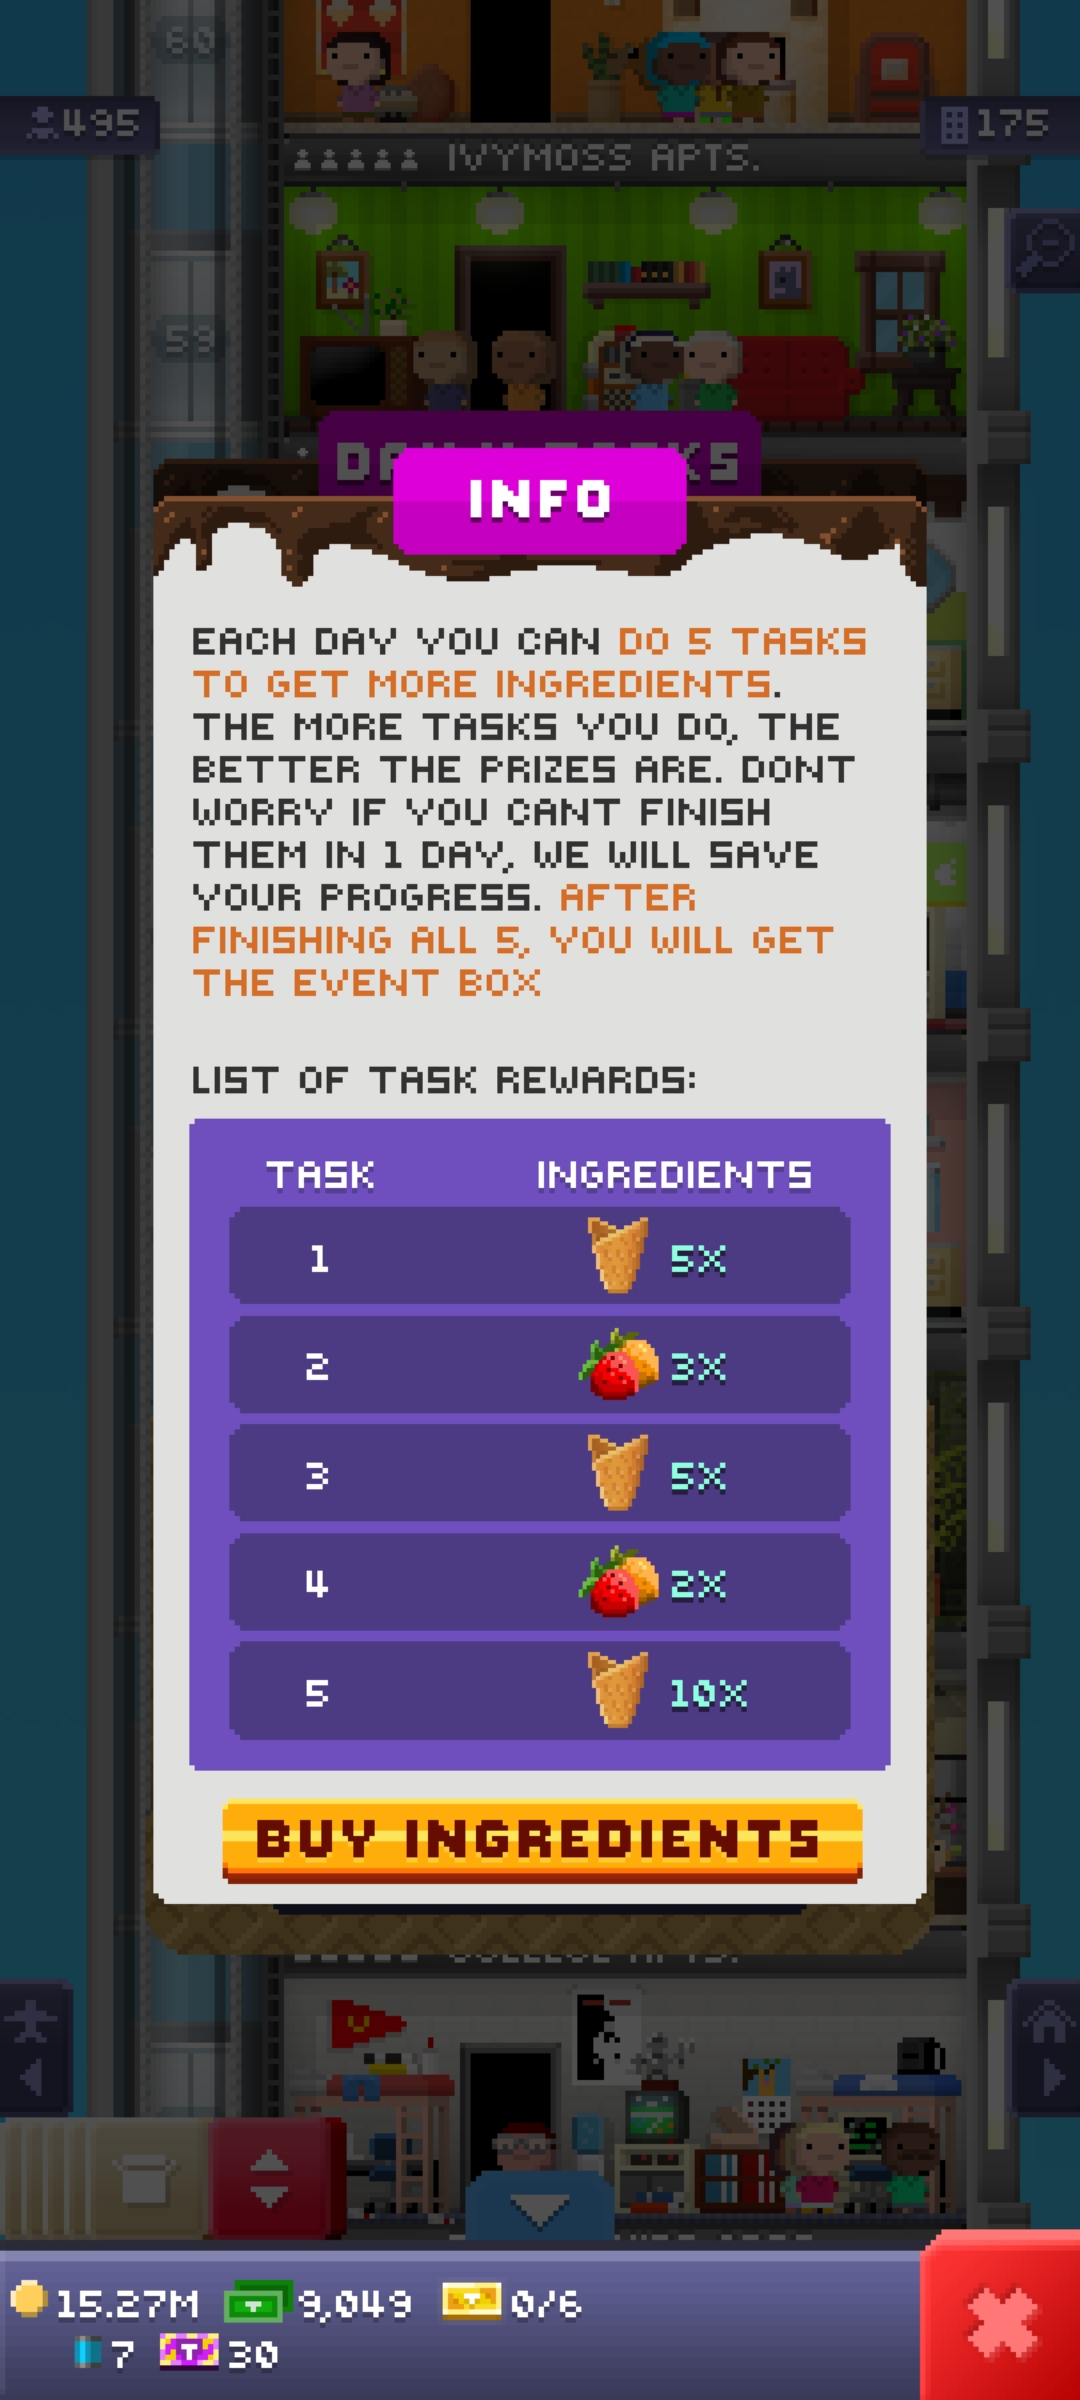 60
495
175
IVYMOSS APTS.
59
INFO
EACH DAY YOU CAN DO 5 TASKS
TO GET MORE INGREDIENTS.
THE MORE TASKS YOU DO, THE
BETTER THE PRIZES ARE. DONT
WORRY IF YOU CANT FINISH
THEM IN 1 DAY, WE WILL SAVE
YOUR PROGRESS. AFTER
FINISHING ALL 5, YOU WILL GET
THE EVENT BOX
LIST OF TASK REWARDS:
TASK INGREDIENTS
1 5X
2 3X
3 5X
4 2X
5 10X
BUY INGREDIENTS
15.27M 9,049 0/6
7 30